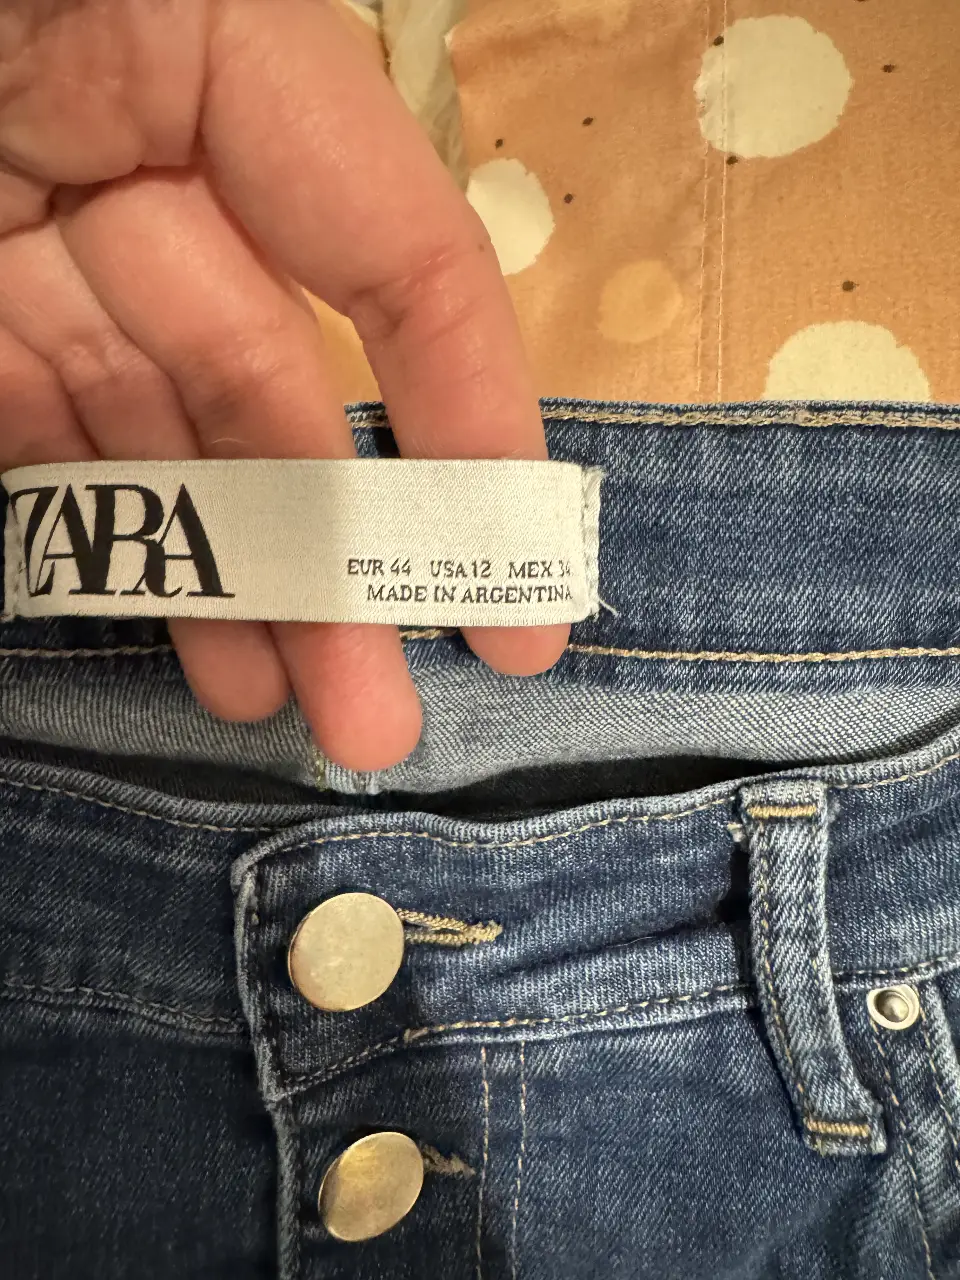 ZARA
EUR 44 USA 12 MEX 34
MADE IN ARGENTINA